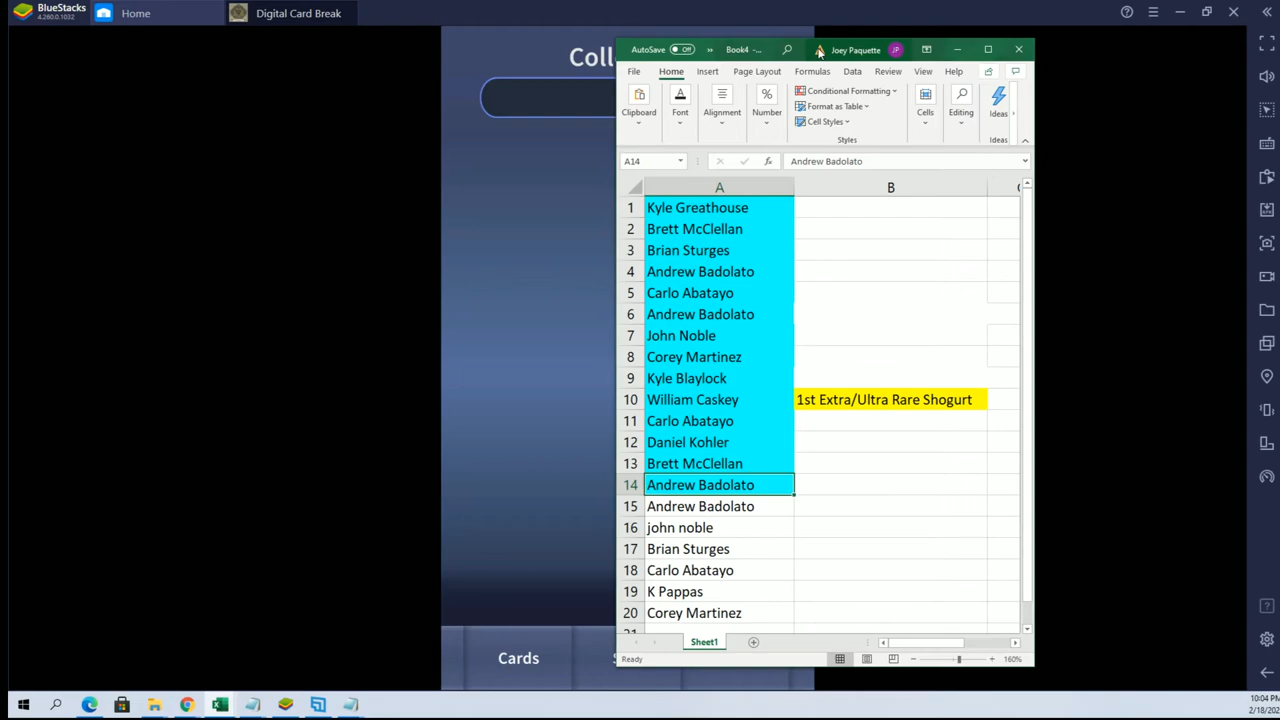 BlueStacks
4.260.0.1032
Home
Digital Card Break
Coll
AutoSave
Off
Book4 -...
Joey Paquette
JP
File
Home
Insert
Page Layout
Formulas
Data
Review
View
Help
Clipboard
Font
Alignment
Number
Conditional Formatting
Format as Table
Cell Styles
Styles
Cells
Editing
Ideas
Ideas
A14
fx
Andrew Badolato
A
B
1 Kyle Greathouse
2 Brett McClellan
3 Brian Sturges
4 Andrew Badolato
5 Carlo Abatayo
6 Andrew Badolato
7 John Noble
8 Corey Martinez
9 Kyle Blaylock
10 William Caskey 1st Extra/Ultra Rare Shogurt
11 Carlo Abatayo
12 Daniel Kohler
13 Brett McClellan
14 Andrew Badolato
15 Andrew Badolato
16 john noble
17 Brian Sturges
18 Carlo Abatayo
19 K Pappas
20 Corey Martinez
Sheet1
Ready
160%
Cards
10:04 PM
2/18/202